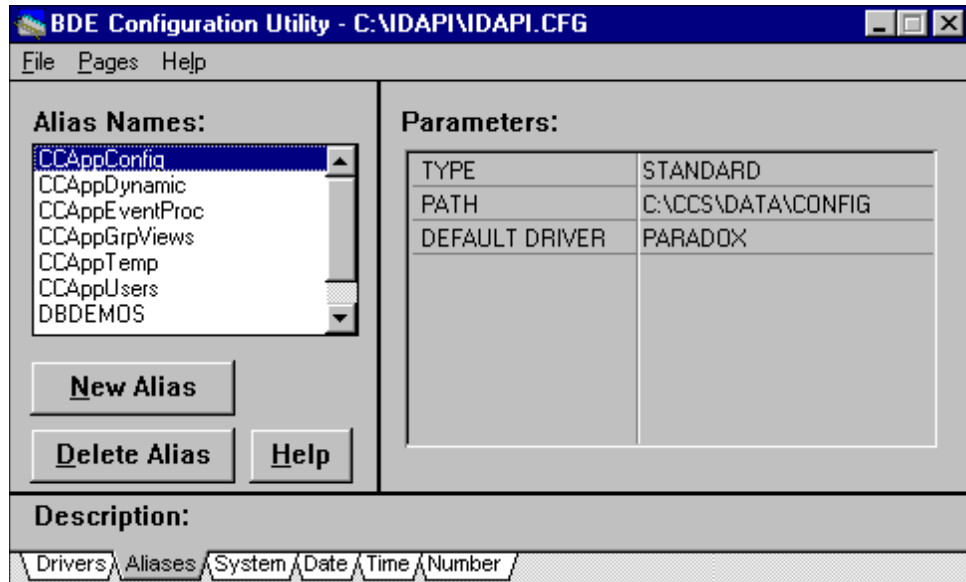 BDE Configuration Utility - C:\IDAPI\IDAPI.CFG
File Pages Help
Alias Names:
CCAppConfig
CCAppDynamic
CCAppEventProc
CCAppGrpViews
CCAppTemp
CCAppUsers
DBDEMOS
New Alias
Delete Alias Help
Parameters:
TYPE STANDARD
PATH C:\CCS\DATA\CONFIG
DEFAULT DRIVER PARADOX
Description:
Drivers Aliases System Date Time Number